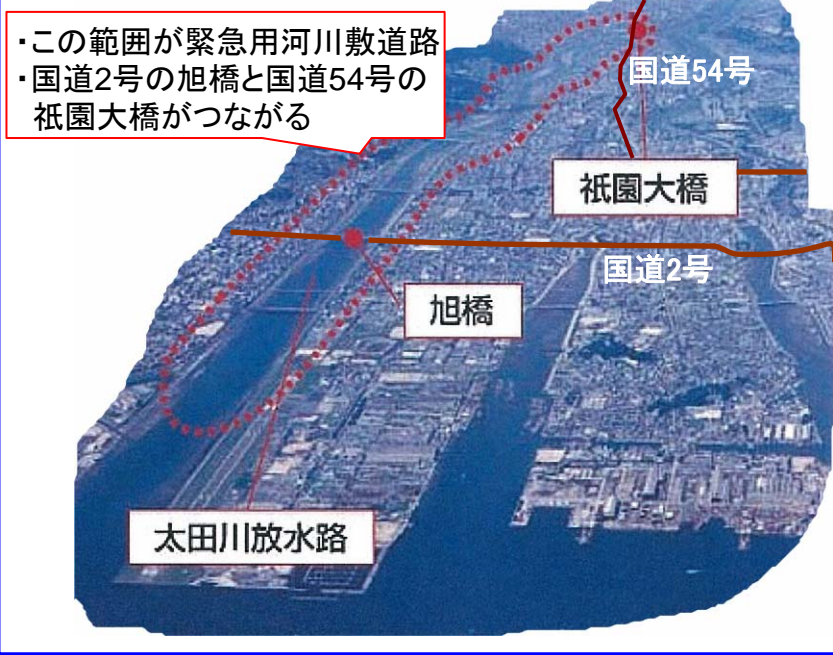 ・この範囲が緊急用河川敷道路
・国道2号の旭橋と国道54号の
祇園大橋がつながる
国道54号
祇園大橋
国道2号
旭橋
太田川放水路